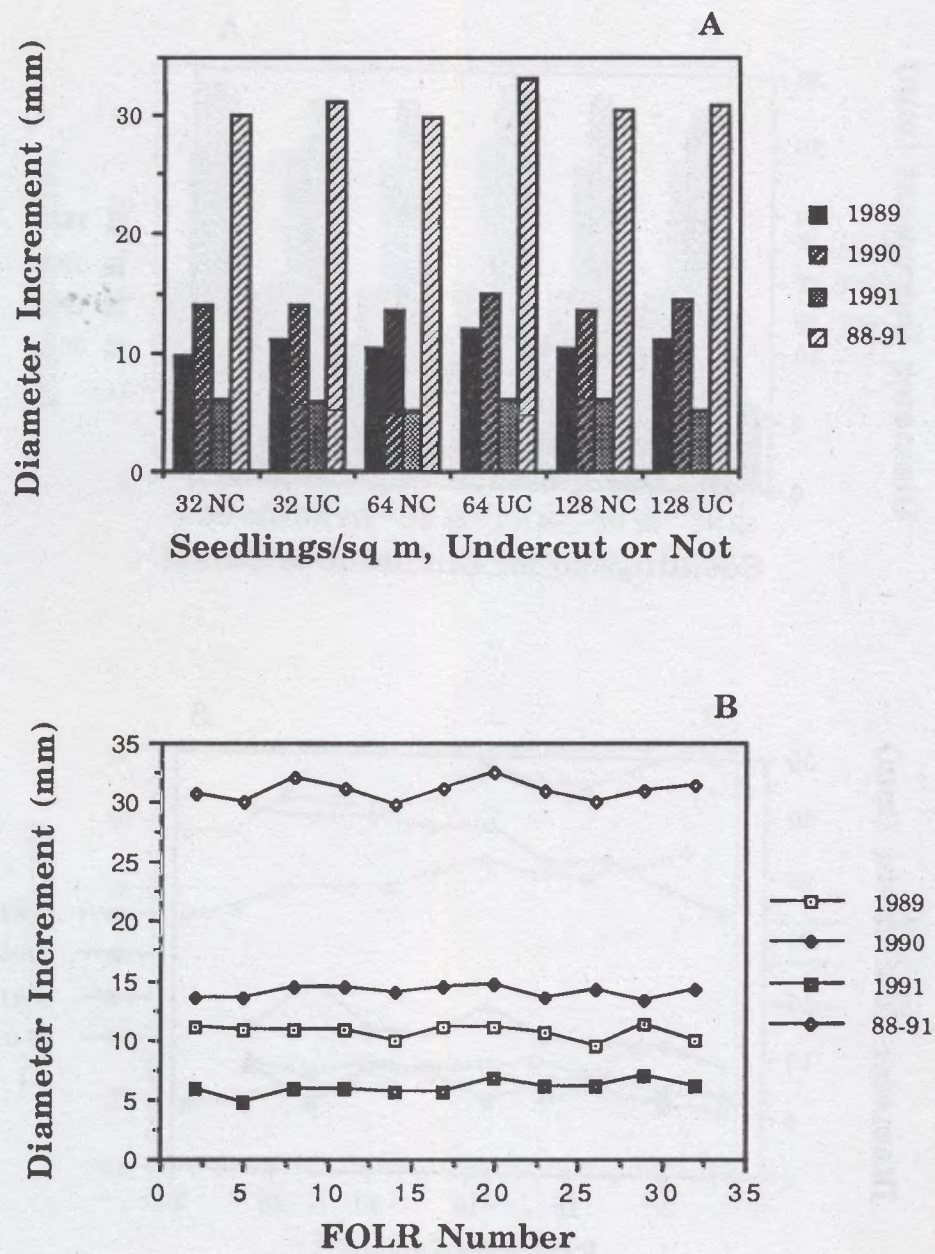 A
Diameter Increment (mm)
30
20
10
0
32 NC 32 UC 64 NC 64 UC 128 NC 128 UC
Seedlings/sq m, Undercut or Not
1989
1990
1991
88-91
B
Diameter Increment (mm)
35
30
25
20
15
10
5
0
0 5 10 15 20 25 30 35
FOLR Number
1989
1990
1991
88-91